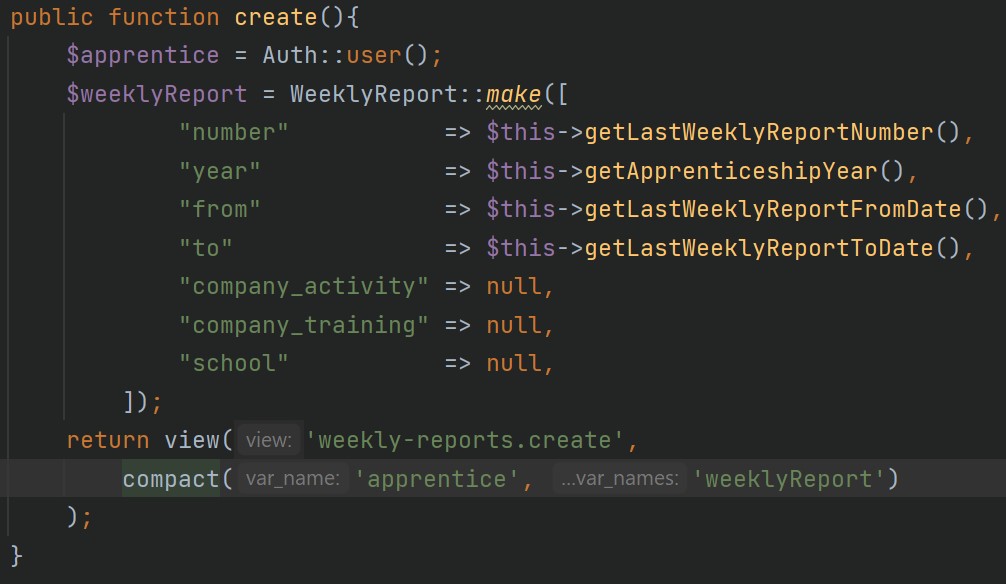 public function create(){
    $apprentice = Auth::user();
    $weeklyReport = WeeklyReport::make([
            "number"           => $this->getLastWeeklyReportNumber(),
            "year"             => $this->getApprenticeshipYear(),
            "from"             => $this->getLastWeeklyReportFromDate(),
            "to"               => $this->getLastWeeklyReportToDate(),
            "company_activity" => null,
            "company_training" => null,
            "school"           => null,
        ]);
    return view( view: 'weekly-reports.create',
        compact( var_name: 'apprentice', ...var_names: 'weeklyReport')
    );
}